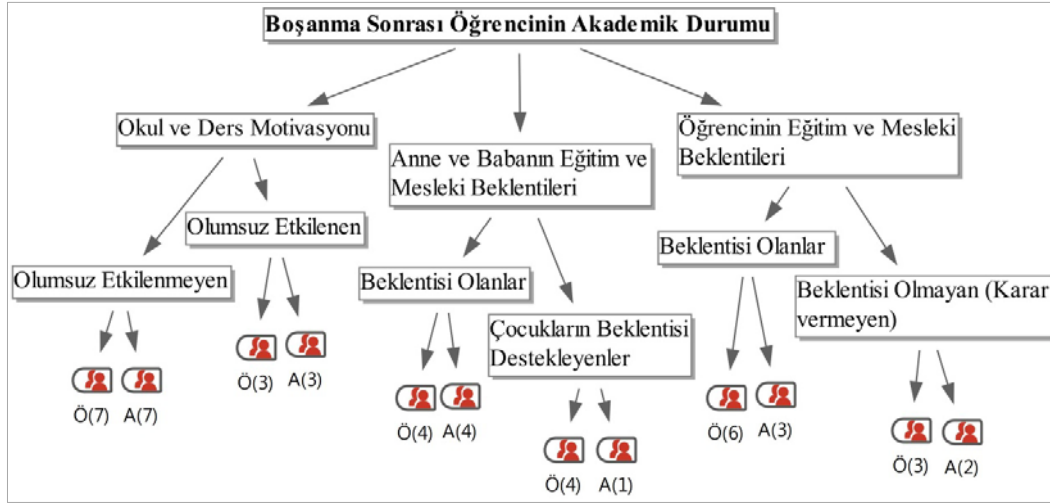 Boşanma Sonrası Öğrencinin Akademik Durumu
Okul ve Ders Motivasyonu
Olumsuz Etkilenmeyen
Ö(7) A(7)
Olumsuz Etkilenen
Ö(3) A(3)
Anne ve Babanın Eğitim ve
Mesleki Beklentileri
Beklentisi Olanlar
Ö(4) A(4)
Çocukların Beklentisi
Destekleyenler
Ö(4) A(1)
Öğrencinin Eğitim ve Mesleki
Beklentileri
Beklentisi Olanlar
Ö(6) A(3)
Beklentisi Olmayan (Karar
vermeyen)
Ö(3) A(2)